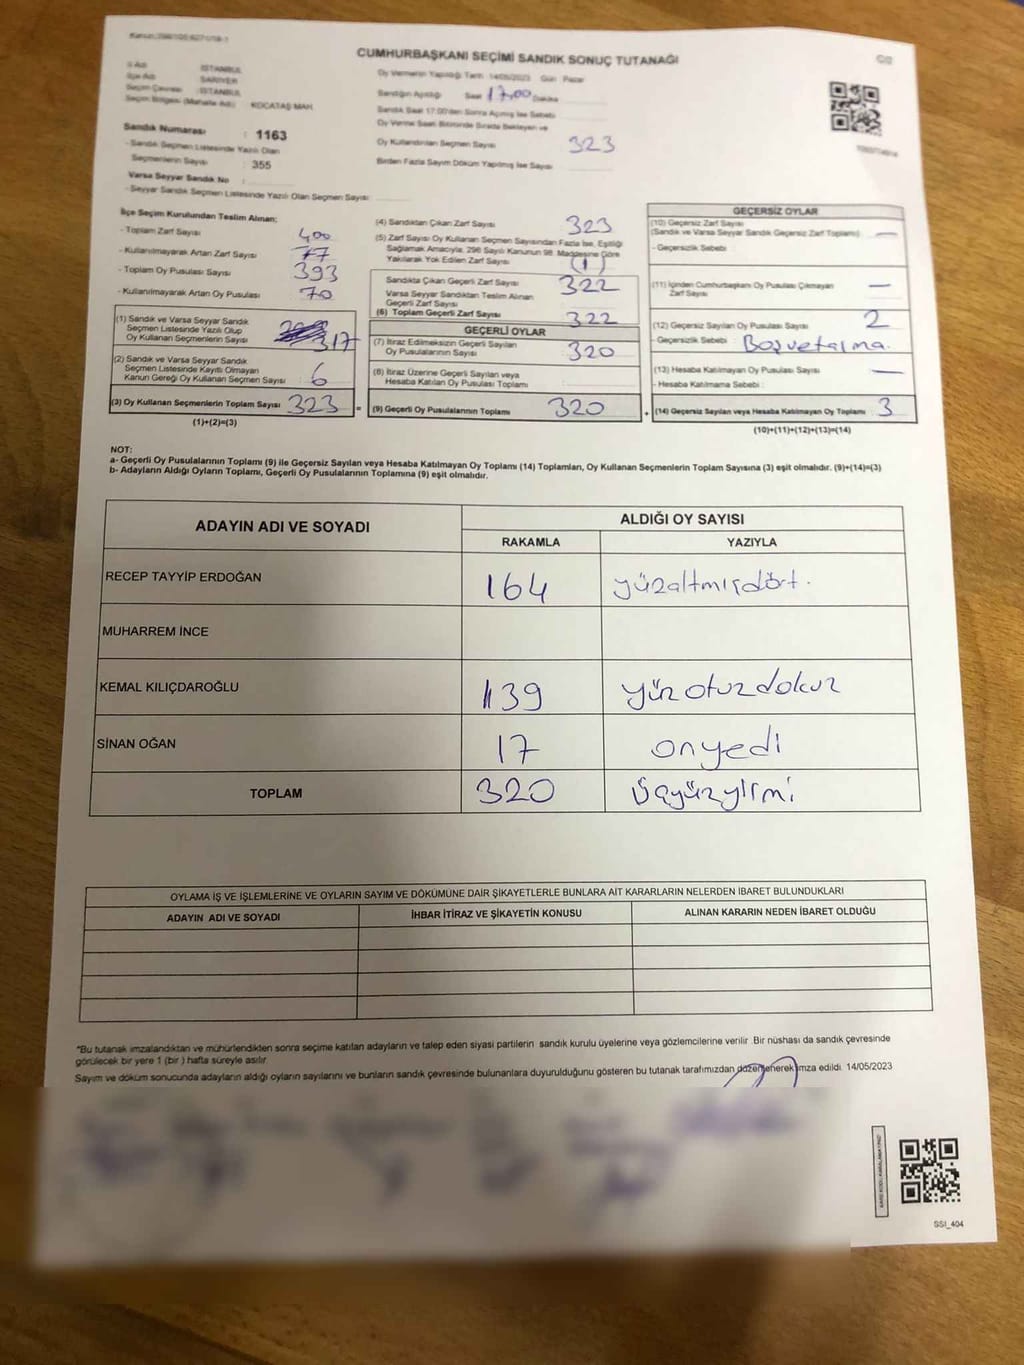 CUMHURBAŞKANI SEÇİMİ SANDIK SONUÇ TUTANAĞI
İl Adı İSTANBUL
İlçe Adı SARIYER
Seçim Çevresi :İSTANBUL
Seçim Bölgesi (Mahalle Adı) KOCATAŞ MAH.
Sandık Numarası : 1163
- Sandık Seçmen Listesinde Yazılı Olan
Seçmenlerin Sayısı : 355
Varsa Seyyar Sandık No :
- Seyyar Sandık Seçmen Listesinde Yazılı Olan Seçmen Sayısı
Oy Vermenin Yapıldığı Tarih 14/05/2023 Gün Pazar
Sandığın Açıldığı Saat 17,00 Dakika
Sandık Saat 17:00'den Sonra Açılmış İse Sebebi
Oy Verme Saati Bitiminde Sırada Bekleyen ve
Oy Kullandırılan Seçmen Sayısı 323
Birden Fazla Sayım Döküm Yapılmış İse Sayısı
İlçe Seçim Kurulundan Teslim Alınan;
- Toplam Zarf Sayısı 400
- Kullanılmayarak Artan Zarf Sayısı 77
- Toplam Oy Pusulası Sayısı 393
- Kullanılmayarak Artan Oy Pusulası 70
(1) Sandık ve Varsa Seyyar Sandık
Seçmen Listesinde Yazılı Olup
Oy Kullanan Seçmenlerin Sayısı 317
(2) Sandık ve Varsa Seyyar Sandık
Seçmen Listesinde Kayıtlı Olmayan
Kanun Gereği Oy Kullanan Seçmen Sayısı 6
(3) Oy Kullanan Seçmenlerin Toplam Sayısı 323 =
(1)+(2)=(3)
(4) Sandıktan Çıkan Zarf Sayısı 323
(5) Zarf Sayısı Oy Kullanan Seçmen Sayısından Fazla İse, Eşitliği
Sağlamak Amacıyla, 298 Sayılı Kanunun 98. Maddesine Göre
Yakılarak Yok Edilen Zarf Sayısı (1)
Sandıkta Çıkan Geçerli Zarf Sayısı 322
Varsa Seyyar Sandıktan Teslim Alınan
Geçerli Zarf Sayısı
(6) Toplam Geçerli Zarf Sayısı 322
GEÇERLİ OYLAR
(7) İtiraz Edilmeksizin Geçerli Sayılan
Oy Pusulalarının Sayısı 320
(8) İtiraz Üzerine Geçerli Sayılan veya
Hesaba Katılan Oy Pusulası Toplamı
(9) Geçerli Oy Pusulalarının Toplamı 320 +
GEÇERSİZ OYLAR
(10) Geçersiz Zarf Sayısı
(Sandık ve Varsa Seyyar Sandık Geçersiz Zarf Toplamı) —
- Geçersizlik Sebebi
(11) İçinden Cumhurbaşkanı Oy Pusulası Çıkmayan
Zarf Sayısı —
(12) Geçersiz Sayılan Oy Pusulası Sayısı 2
- Geçersizlik Sebebi : Boş ve
(13) Hesaba Katılmayan Oy Pusulası Sayısı —
- Hesaba Katılmama Sebebi :
(14) Geçersiz Sayılan veya Hesaba Katılmayan Oy Toplamı 3
(10)+(11)+(12)+(13)=(14)
NOT:
a- Geçerli Oy Pusulalarının Toplamı (9) ile Geçersiz Sayılan veya Hesaba Katılmayan Oy Toplamı (14) Toplamları, Oy Kullanan Seçmenlerin Toplam Sayısına (3) eşit olmalıdır. (9)+(14)=(3)
b- Adayların Aldığı Oyların Toplamı, Geçerli Oy Pusulalarının Toplamına (9) eşit olmalıdır.
ADAYIN ADI VE SOYADI
ALDIĞI OY SAYISI
RAKAMLA YAZIYLA
RECEP TAYYİP ERDOĞAN 164 yüzaltmışdört.
MUHARREM İNCE
KEMAL KILIÇDAROĞLU 139 yüzotuzdokuz
SİNAN OĞAN 17 onyedi
TOPLAM 320 üçyüzyirmi
OYLAMA İŞ VE İŞLEMLERİNE VE OYLARIN SAYIM VE DÖKÜMÜNE DAİR ŞİKAYETLERLE BUNLARA AİT KARARLARIN NELERDEN İBARET BULUNDUKLARI
ADAYIN ADI VE SOYADI İHBAR İTİRAZ VE ŞİKAYETİN KONUSU ALINAN KARARIN NEDEN İBARET OLDUĞU
*Bu tutanak imzalandıktan ve mühürlendikten sonra seçime katılan adayların ve talep eden siyasi partilerin sandık kurulu üyelerine veya gözlemcilerine verilir. Bir nüshası da sandık çevresinde
görülecek bir yere 1 (bir ) hafta süreyle asılır.
Sayım ve döküm sonucunda adayların aldığı oyların sayılarını ve bunların sandık çevresinde bulunanlara duyurulduğunu gösteren bu tutanak tarafımızdan düzenlenerek imza edildi. 14/05/2023
SSI_404